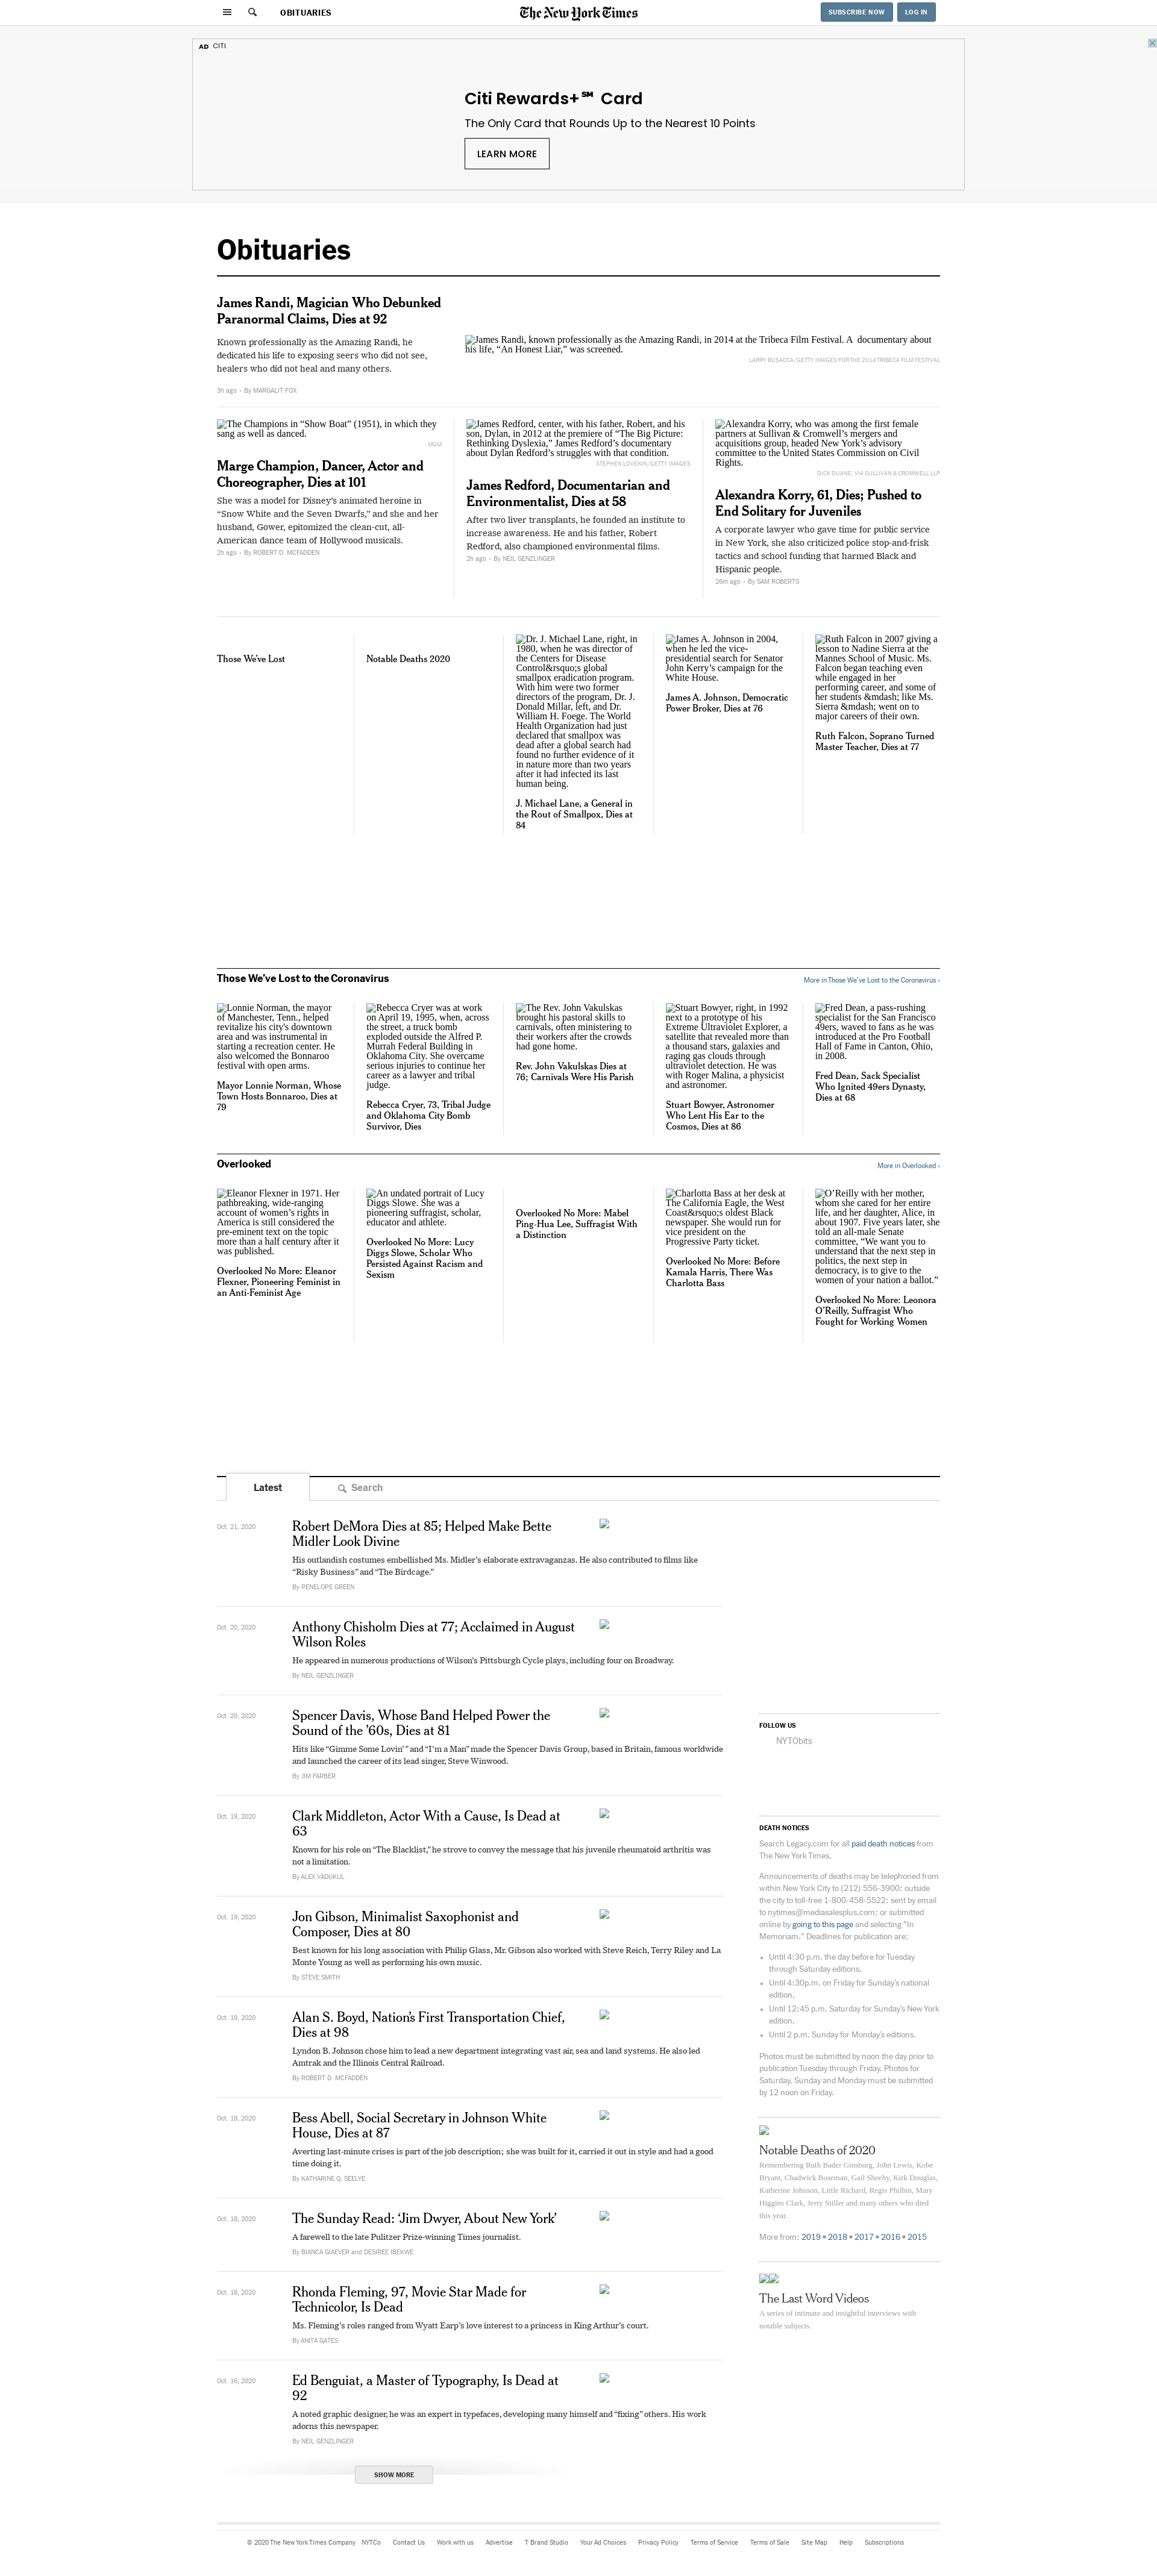 OBITUARIES
The New York Times
SUBSCRIBE NOW
LOG IN
AD CITI
Citi Rewards+℠ Card
The Only Card that Rounds Up to the Nearest 10 Points
LEARN MORE
Obituaries
James Randi, Magician Who Debunked
Paranormal Claims, Dies at 92
Known professionally as the Amazing Randi, he
dedicated his life to exposing seers who did not see,
healers who did not heal and many others.
3h ago - By MARGALIT FOX
James Randi, known professionally as the Amazing Randi, in 2014 at the Tribeca Film Festival. A documentary about
his life, “An Honest Liar,” was screened.
LARRY BUSACCA/GETTY IMAGES FOR THE 2014 TRIBECA FILM FESTIVAL
The Champions in “Show Boat” (1951), in which they
sang as well as danced.
MGM
Marge Champion, Dancer, Actor and
Choreographer, Dies at 101
She was a model for Disney’s animated heroine in
“Snow White and the Seven Dwarfs,” and she and her
husband, Gower, epitomized the clean-cut, all-
American dance team of Hollywood musicals.
2h ago - By ROBERT D. MCFADDEN
James Redford, center, with his father, Robert, and his
son, Dylan, in 2012 at the premiere of “The Big Picture:
Rethinking Dyslexia,” James Redford’s documentary
about Dylan Redford’s struggles with that condition.
STEPHEN LOVEKIN/GETTY IMAGES
James Redford, Documentarian and
Environmentalist, Dies at 58
After two liver transplants, he founded an institute to
increase awareness. He and his father, Robert
Redford, also championed environmental films.
2h ago - By NEIL GENZLINGER
Alexandra Korry, who was among the first female
partners at Sullivan & Cromwell’s mergers and
acquisitions group, headed New York’s advisory
committee to the United States Commission on Civil
Rights.
DICK DUANE, VIA SULLIVAN & CROMWELL LLP
Alexandra Korry, 61, Dies; Pushed to
End Solitary for Juveniles
A corporate lawyer who gave time for public service
in New York, she also criticized police stop-and-frisk
tactics and school funding that harmed Black and
Hispanic people.
26m ago - By SAM ROBERTS
Those We’ve Lost
Notable Deaths 2020
Dr. J. Michael Lane, right, in
1980, when he was director of
the Centers for Disease
Control&rsquo;s global
smallpox eradication program.
With him were two former
directors of the program, Dr. J.
Donald Millar, left, and Dr.
William H. Foege. The World
Health Organization had just
declared that smallpox was
dead after a global search had
found no further evidence of it
in nature more than two years
after it had infected its last
human being.
J. Michael Lane, a General in
the Rout of Smallpox, Dies at
84
James A. Johnson in 2004,
when he led the vice-
presidential search for Senator
John Kerry’s campaign for the
White House.
James A. Johnson, Democratic
Power Broker, Dies at 76
Ruth Falcon in 2007 giving a
lesson to Nadine Sierra at the
Mannes School of Music. Ms.
Falcon began teaching even
while engaged in her
performing career, and some of
her students &mdash; like Ms.
Sierra &mdash; went on to
major careers of their own.
Ruth Falcon, Soprano Turned
Master Teacher, Dies at 77
Those We’ve Lost to the Coronavirus
More in Those We’ve Lost to the Coronavirus ›
Lonnie Norman, the mayor
of Manchester, Tenn., helped
revitalize his city's downtown
area and was instrumental in
starting a recreation center. He
also welcomed the Bonnaroo
festival with open arms.
Mayor Lonnie Norman, Whose
Town Hosts Bonnaroo, Dies at
79
Rebecca Cryer was at work
on April 19, 1995, when, across
the street, a truck bomb
exploded outside the Alfred P.
Murrah Federal Building in
Oklahoma City. She overcame
serious injuries to continue her
career as a lawyer and tribal
judge.
Rebecca Cryer, 73, Tribal Judge
and Oklahoma City Bomb
Survivor, Dies
The Rev. John Vakulskas
brought his pastoral skills to
carnivals, often ministering to
their workers after the crowds
had gone home.
Rev. John Vakulskas Dies at
76; Carnivals Were His Parish
Stuart Bowyer, right, in 1992
next to a prototype of his
Extreme Ultraviolet Explorer, a
satellite that revealed more than
a thousand stars, galaxies and
raging gas clouds through
ultraviolet detection. He was
with Roger Malina, a physicist
and astronomer.
Stuart Bowyer, Astronomer
Who Lent His Ear to the
Cosmos, Dies at 86
Fred Dean, a pass-rushing
specialist for the San Francisco
49ers, waved to fans as he was
introduced at the Pro Football
Hall of Fame in Canton, Ohio,
in 2008.
Fred Dean, Sack Specialist
Who Ignited 49ers Dynasty,
Dies at 68
Overlooked
More in Overlooked ›
Eleanor Flexner in 1971. Her
pathbreaking, wide-ranging
account of women’s rights in
America is still considered the
pre-eminent text on the topic
more than a half century after it
was published.
Overlooked No More: Eleanor
Flexner, Pioneering Feminist in
an Anti-Feminist Age
An undated portrait of Lucy
Diggs Slowe. She was a
pioneering suffragist, scholar,
educator and athlete.
Overlooked No More: Lucy
Diggs Slowe, Scholar Who
Persisted Against Racism and
Sexism
Overlooked No More: Mabel
Ping-Hua Lee, Suffragist With
a Distinction
Charlotta Bass at her desk at
The California Eagle, the West
Coast&rsquo;s oldest Black
newspaper. She would run for
vice president on the
Progressive Party ticket.
Overlooked No More: Before
Kamala Harris, There Was
Charlotta Bass
O’Reilly with her mother,
whom she cared for her entire
life, and her daughter, Alice, in
about 1907. Five years later, she
told an all-male Senate
committee, “We want you to
understand that the next step in
politics, the next step in
democracy, is to give to the
women of your nation a ballot.”
Overlooked No More: Leonora
O’Reilly, Suffragist Who
Fought for Working Women
Latest
Search
Oct. 21, 2020
Robert DeMora Dies at 85; Helped Make Bette
Midler Look Divine
His outlandish costumes embellished Ms. Midler’s elaborate extravaganzas. He also contributed to films like
“Risky Business” and “The Birdcage.”
By PENELOPE GREEN
Oct. 20, 2020
Anthony Chisholm Dies at 77; Acclaimed in August
Wilson Roles
He appeared in numerous productions of Wilson’s Pittsburgh Cycle plays, including four on Broadway.
By NEIL GENZLINGER
Oct. 20, 2020
Spencer Davis, Whose Band Helped Power the
Sound of the ’60s, Dies at 81
Hits like “Gimme Some Lovin’ ” and “I’m a Man” made the Spencer Davis Group, based in Britain, famous worldwide
and launched the career of its lead singer, Steve Winwood.
By JIM FARBER
Oct. 19, 2020
Clark Middleton, Actor With a Cause, Is Dead at
63
Known for his role on “The Blacklist,” he strove to convey the message that his juvenile rheumatoid arthritis was
not a limitation.
By ALEX VADUKUL
Oct. 19, 2020
Jon Gibson, Minimalist Saxophonist and
Composer, Dies at 80
Best known for his long association with Philip Glass, Mr. Gibson also worked with Steve Reich, Terry Riley and La
Monte Young as well as performing his own music.
By STEVE SMITH
Oct. 19, 2020
Alan S. Boyd, Nation’s First Transportation Chief,
Dies at 98
Lyndon B. Johnson chose him to lead a new department integrating vast air, sea and land systems. He also led
Amtrak and the Illinois Central Railroad.
By ROBERT D. MCFADDEN
Oct. 18, 2020
Bess Abell, Social Secretary in Johnson White
House, Dies at 87
Averting last-minute crises is part of the job description; she was built for it, carried it out in style and had a good
time doing it.
By KATHARINE Q. SEELYE
Oct. 18, 2020
The Sunday Read: ‘Jim Dwyer, About New York’
A farewell to the late Pulitzer Prize-winning Times journalist.
By BIANCA GIAEVER and DESIREE IBEKWE
Oct. 16, 2020
Rhonda Fleming, 97, Movie Star Made for
Technicolor, Is Dead
Ms. Fleming’s roles ranged from Wyatt Earp’s love interest to a princess in King Arthur’s court.
By ANITA GATES
Oct. 16, 2020
Ed Benguiat, a Master of Typography, Is Dead at
92
A noted graphic designer, he was an expert in typefaces, developing many himself and “fixing” others. His work
adorns this newspaper.
By NEIL GENZLINGER
SHOW MORE
FOLLOW US
NYTObits
DEATH NOTICES
Search Legacy.com for all paid death notices from
The New York Times.
Announcements of deaths may be telephoned from
within New York City to (212) 556-3900; outside
the city to toll-free 1-800-458-5522; sent by email
to nytimes@mediasalesplus.com; or submitted
online by going to this page and selecting "In
Memoriam." Deadlines for publication are:
• Until 4:30 p.m. the day before for Tuesday
through Saturday editions.
• Until 4:30p.m. on Friday for Sunday’s national
edition.
• Until 12:45 p.m. Saturday for Sunday’s New York
edition.
• Until 2 p.m. Sunday for Monday’s editions.
Photos must be submitted by noon the day prior to
publication Tuesday through Friday. Photos for
Saturday, Sunday and Monday must be submitted
by 12 noon on Friday.
Notable Deaths of 2020
Remembering Ruth Bader Ginsburg, John Lewis, Kobe
Bryant, Chadwick Boseman, Gail Sheehy, Kirk Douglas,
Katherine Johnson, Little Richard, Regis Philbin, Mary
Higgins Clark, Jerry Stiller and many others who died
this year.
More from: 2019 • 2018 • 2017 • 2016 • 2015
The Last Word Videos
A series of intimate and insightful interviews with
notable subjects.
© 2020 The New York Times Company NYTCo Contact Us Work with us Advertise T Brand Studio Your Ad Choices Privacy Policy Terms of Service Terms of Sale Site Map Help Subscriptions